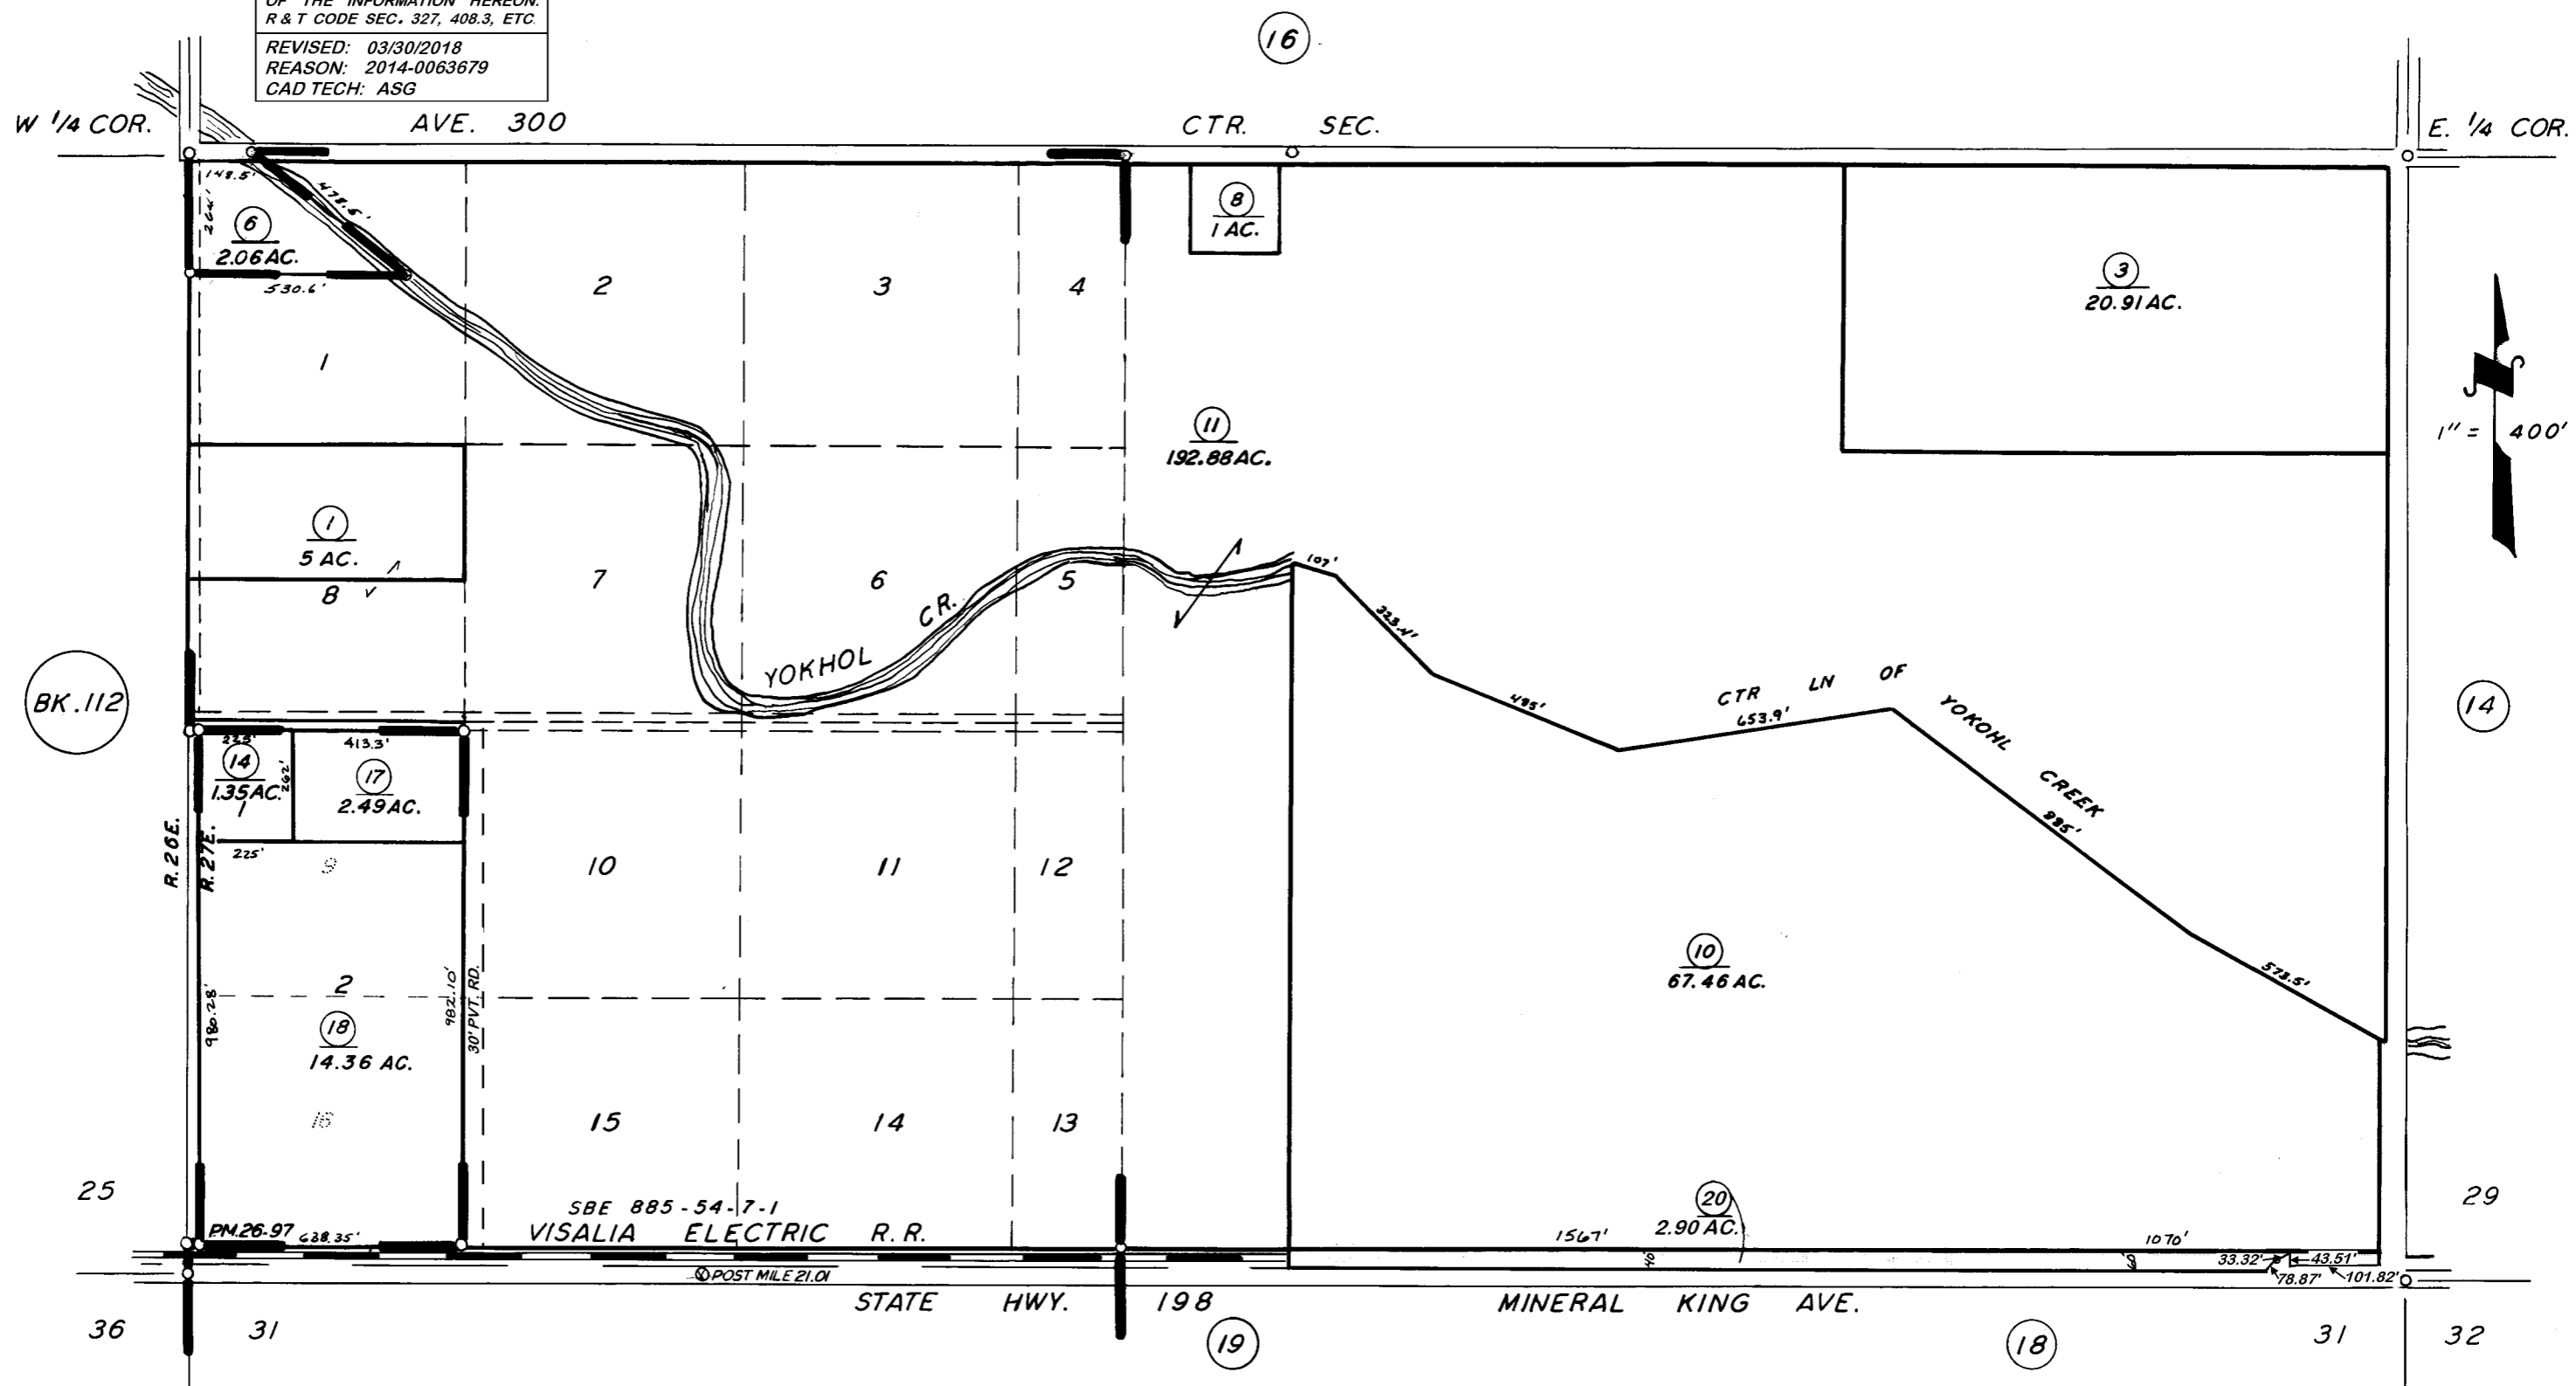 OF THE INFORMATION HEREON.
R & T CODE SEC. 327, 408.3, ETC.
REVISED: 03/30/2018
REASON: 2014-0063679
CAD TECH: ASG
16
W 1/4 COR.
AVE. 300
CTR. SEC.
E. 1/4 COR.
148.5'
478.5'
264'
6
2.06 AC.
530.6'
2
3
4
8
1 AC.
3
20.91 AC.
1
11
192.88 AC.
1" = 400'
1
5 AC.
8
7
6
5
YOKHOL CR.
107'
323.4'
495'
653.9'
CTR LN OF YOKOHL CREEK
885'
573.5'
BK. 112
14
225'
413.3'
14
1.35 AC.
1
262'
17
2.49 AC.
225'
R. 26E.
R. 27E.
9
10
11
12
10
67.46 AC.
2
980.28'
982.10'
30' PVT. RD.
18
14.36 AC.
16
15
14
13
25
29
SBE 885-54-7-1
VISALIA ELECTRIC R.R.
PM. 26-97
638.35'
20
2.90 AC.
1567'
1070'
40'
60'
33.32'
43.51'
78.87'
101.82'
POST MILE 21.01
STATE HWY. 198
MINERAL KING AVE.
36
31
19
18
31
32